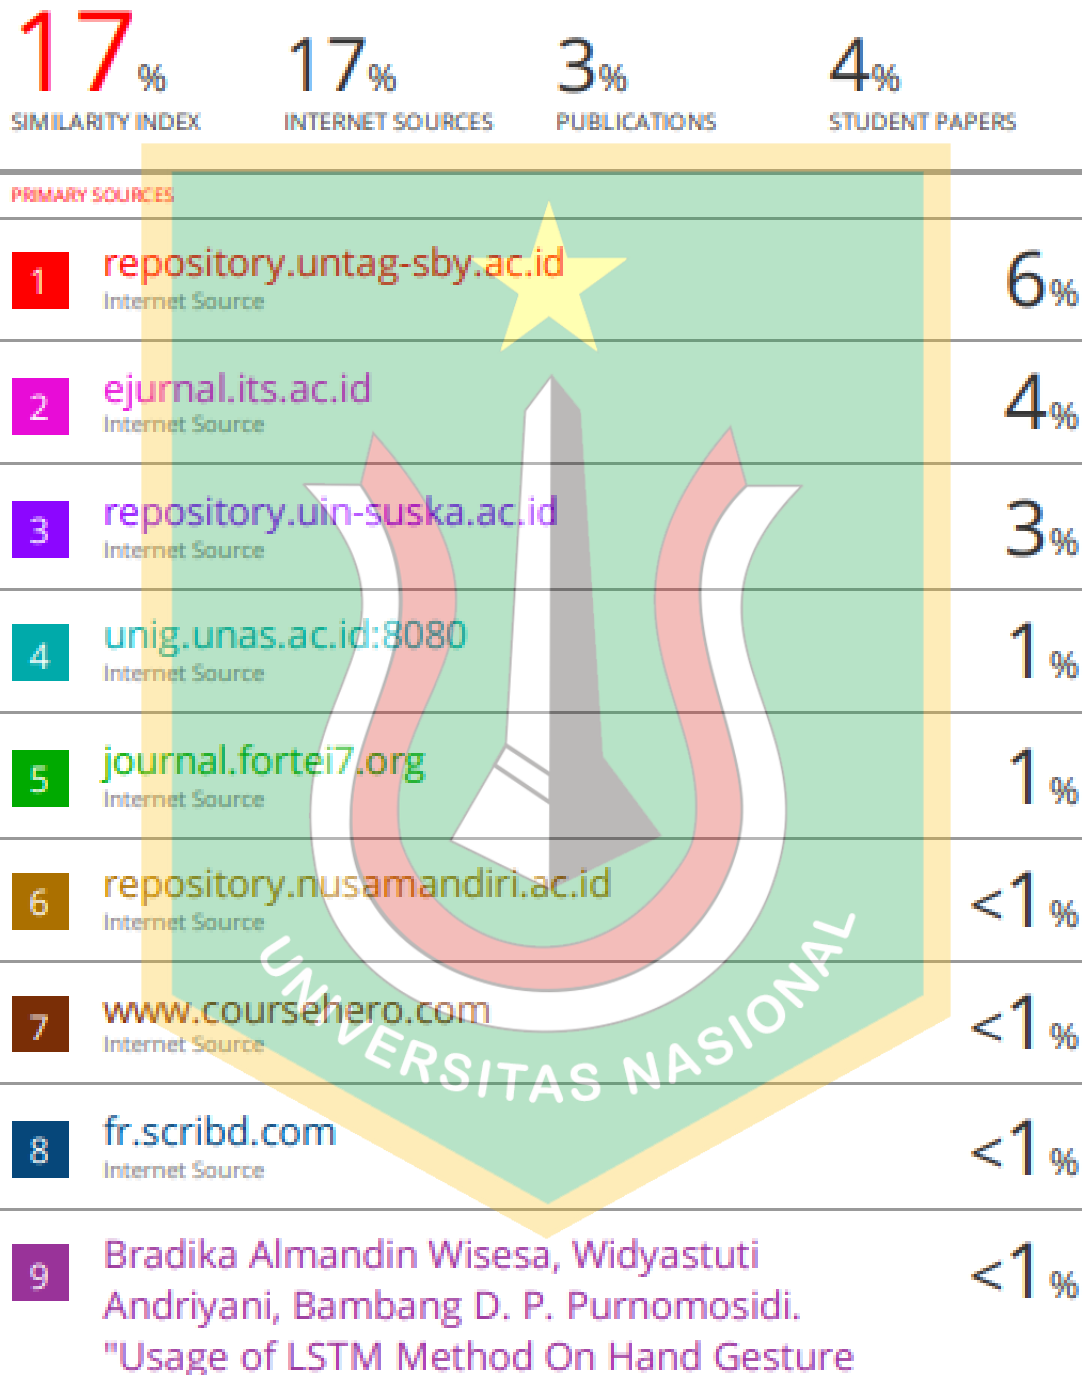 17%
SIMILARITY INDEX
17%
INTERNET SOURCES
3%
PUBLICATIONS
4%
STUDENT PAPERS
PRIMARY SOURCES
1
repository.untag-sby.ac.id
Internet Source
6%
2
ejurnal.its.ac.id
Internet Source
4%
3
repository.uin-suska.ac.id
Internet Source
3%
4
unig.unas.ac.id:8080
Internet Source
1%
5
journal.fortei7.org
Internet Source
1%
6
repository.nusamandiri.ac.id
Internet Source
<1%
7
www.coursehero.com
Internet Source
<1%
UNIVERSITAS NASIONAL
8
fr.scribd.com
Internet Source
<1%
9
Bradika Almandin Wisesa, Widyastuti
Andriyani, Bambang D. P. Purnomosidi.
"Usage of LSTM Method On Hand Gesture
<1%